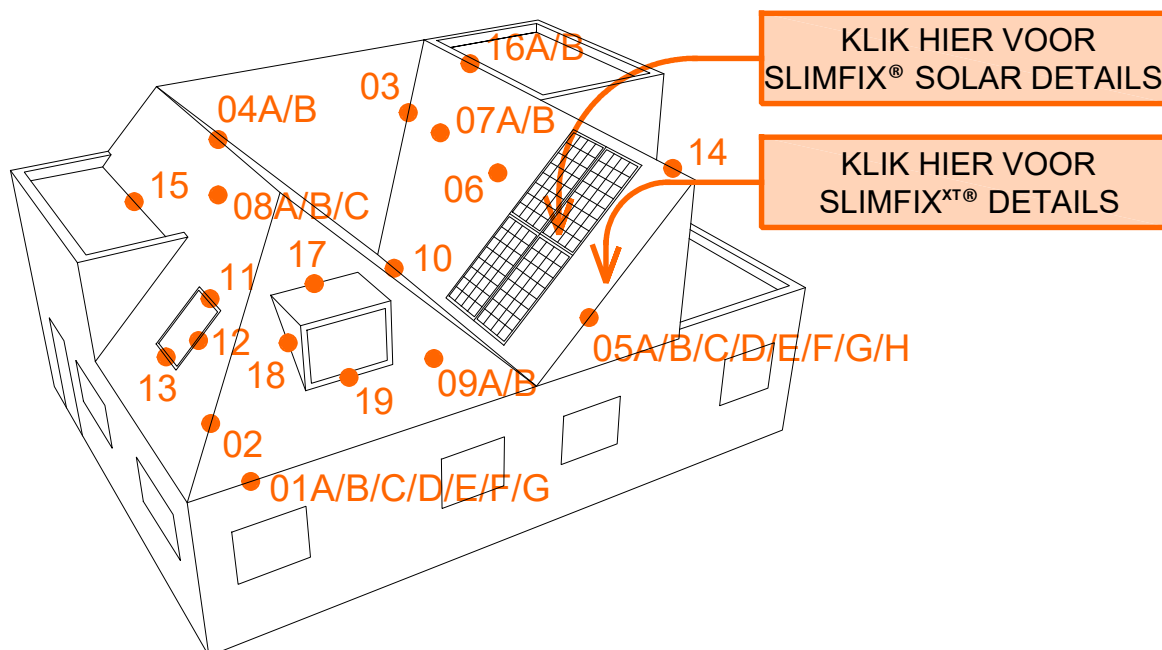 KLIK HIER VOOR
SLIMFIX® SOLAR DETAILS
16A/B
03
04A/B
07A/B
KLIK HIER VOOR
SLIMFIXXT® DETAILS
14
06
15
08A/B/C
10
17
11
12
05A/B/C/D/E/F/G/H
18
13
09A/B
19
02
01A/B/C/D/E/F/G